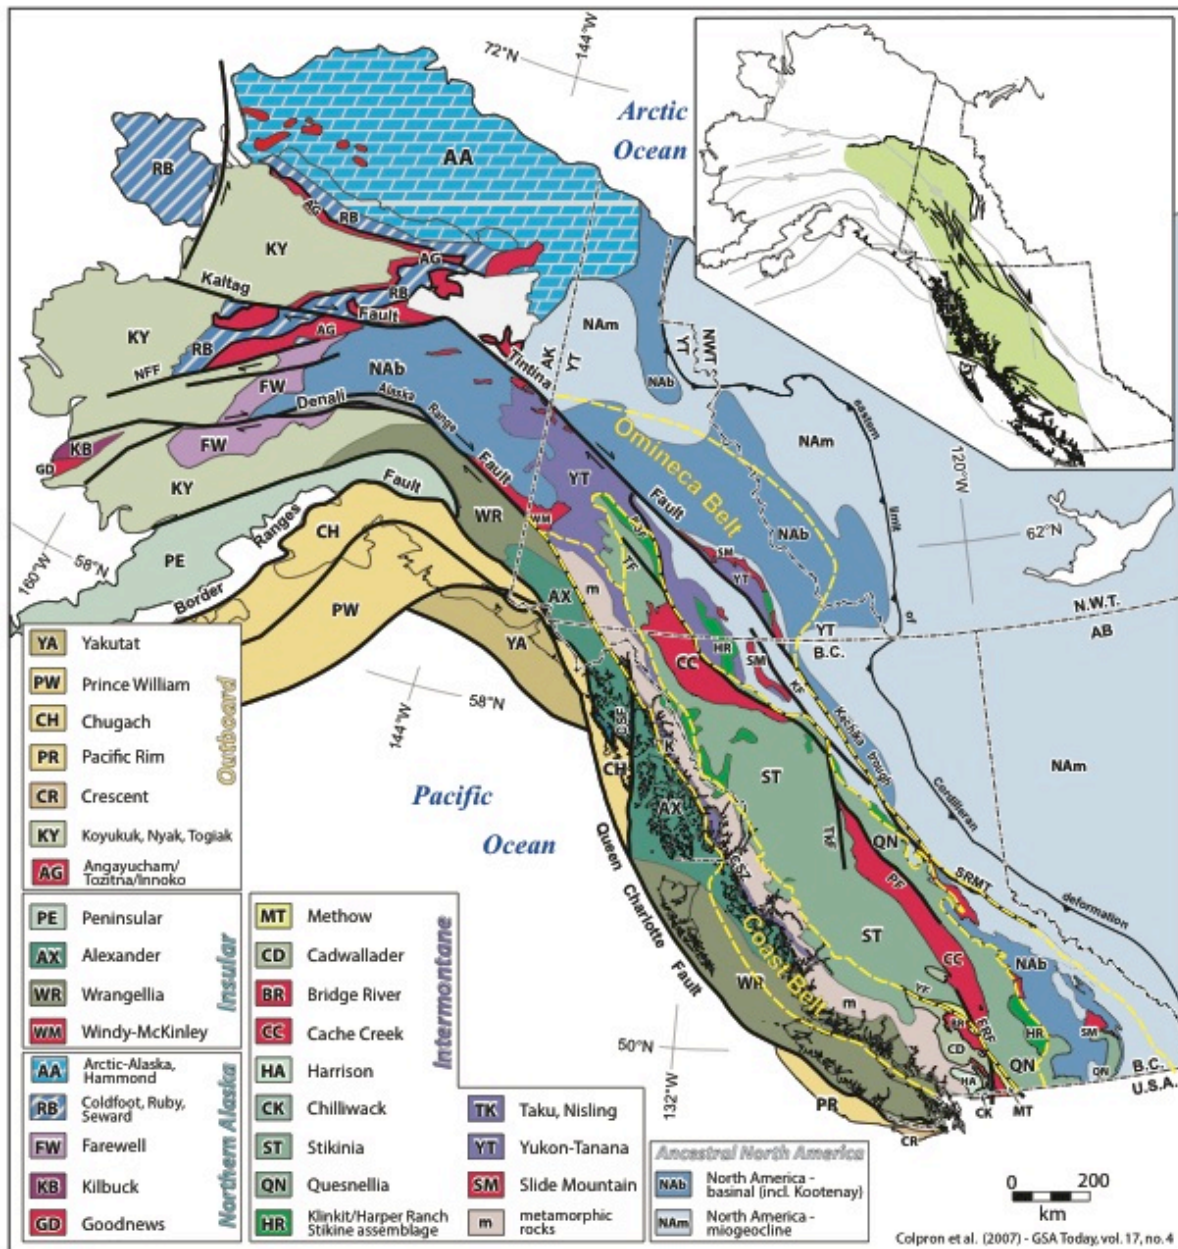 72°N
144°W
Arctic
Ocean
RB
AA
KY
AG
RB
AG
RB
Kaltag
Fault
KY
RB
AG
NFF
FW
NAb
Tintina
AK
YT
NAm
NAb
NWT
YT
NAm
eastern
limit
of
Cordilleran
deformation
120°W
62°N
N.W.T.
AB
KB
GD
FW
Denali
Alaska
Range
Fault
KY
WR
WM
YT
Fault
Omineca Belt
NAb
160°W
58°N
PE
Border
Ranges
Fault
CH
PW
YA
AX
m
TF
SM
YT
HR
SM
CC
KF
YT
B.C.
Kechika
trough
144°W
58°N
Pacific
Ocean
CSF
CH
AX
CSZ
ST
QN
PF
SRMT
NAm
Queen
Charlotte
Fault
WR
Coast Belt
m
ST
CC
NAb
YF
BR
CD
FRF
HR
SM
QN
QN
HA
CK
MT
B.C.
U.S.A.
50°N
132°W
PR
CR
YA Yakutat
PW Prince William
CH Chugach
PR Pacific Rim
CR Crescent
KY Koyukuk, Nyak, Togiak
AG Angayucham/
Tozitna/Innoko
Outboard
PE Peninsular
AX Alexander
WR Wrangellia
WM Windy-McKinley
Insular
AA Arctic-Alaska,
Hammond
RB Coldfoot, Ruby,
Seward
FW Farewell
KB Kilbuck
GD Goodnews
Northern Alaska
MT Methow
CD Cadwallader
BR Bridge River
CC Cache Creek
HA Harrison
CK Chilliwack
ST Stikinia
QN Quesnellia
HR Klinkit/Harper Ranch
Stikine assemblage
Intermontane
TK Taku, Nisling
YT Yukon-Tanana
SM Slide Mountain
m metamorphic
rocks
Ancestral North America
NAb North America -
basinal (incl. Kootenay)
NAm North America -
miogeocline
0 200
km
Colpron et al. (2007) - GSA Today, vol. 17, no. 4